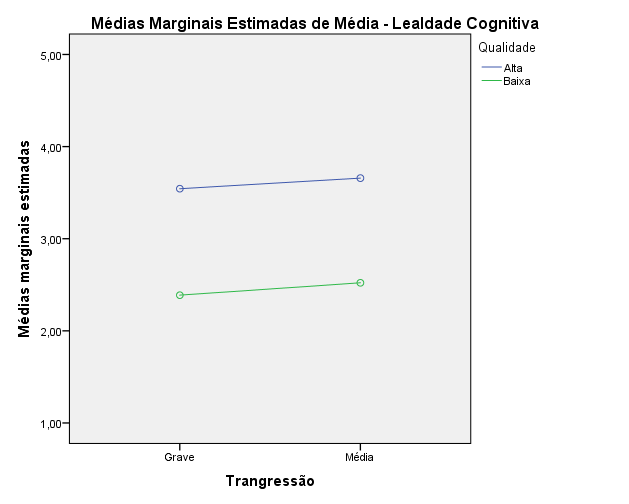 Médias Marginais Estimadas de Média - Lealdade Cognitiva
Qualidade
Alta
Baixa
5,00
4,00
3,00
2,00
1,00
Médias marginais estimadas
Grave
Média
Trangressão